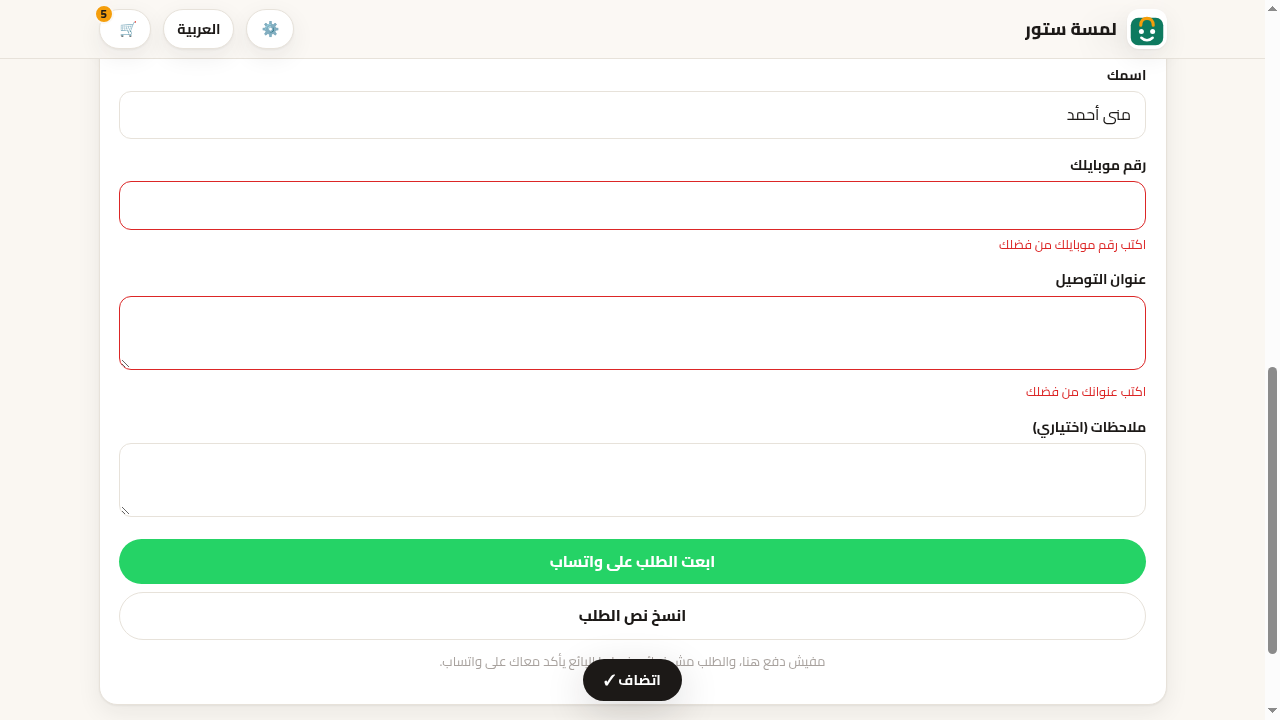 لمسة ستور
العربية
5
اسمك
منى أحمد
رقم موبايلك
اكتب رقم موبايلك من فضلك
عنوان التوصيل
اكتب عنوانك من فضلك
ملاحظات (اختياري)
ابعت الطلب على واتساب
انسخ نص الطلب
مفيش دفع هنا، والطلب البائع يأكد معاك على واتساب.
اتضاف ✓